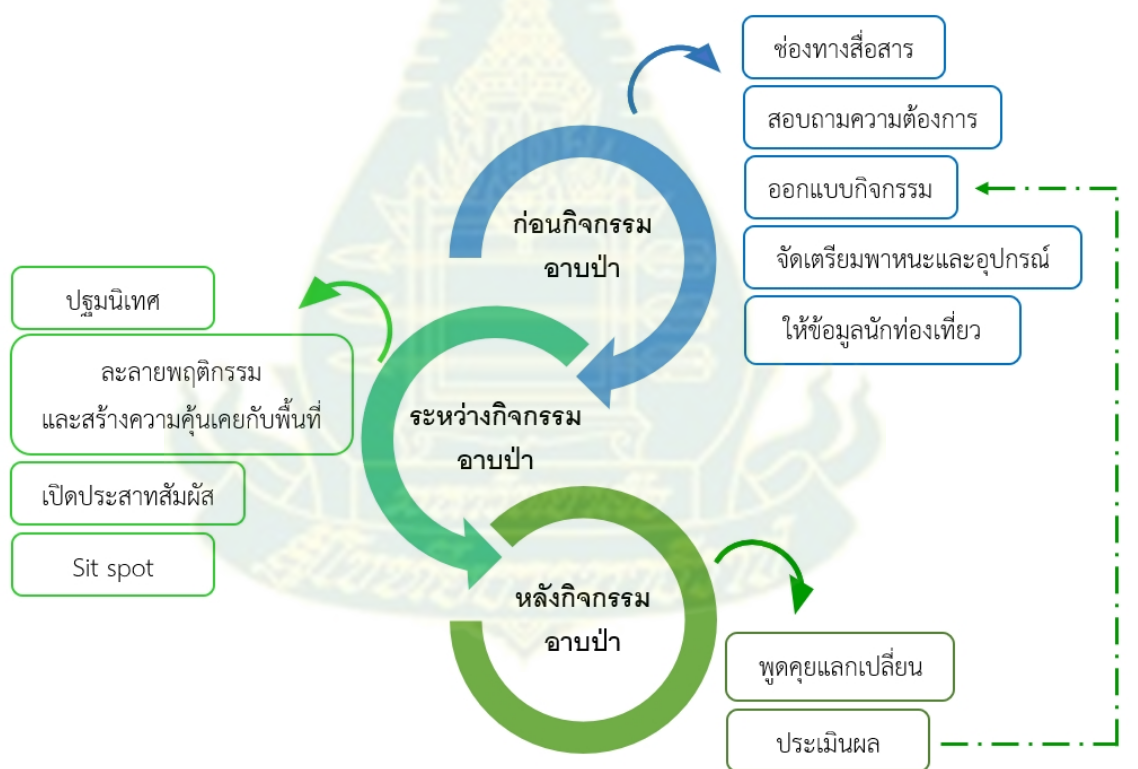 ช่องทางสื่อสาร
สอบถามความต้องการ
ออกแบบกิจกรรม
จัดเตรียมพาหนะและอุปกรณ์
ให้ข้อมูลนักท่องเที่ยว
ก่อนกิจกรรม
อาบป่า
ปฐมนิเทศ
ละลายพฤติกรรม
และสร้างความคุ้นเคยกับพื้นที่
เปิดประสาทสัมผัส
Sit spot
ระหว่างกิจกรรม
อาบป่า
หลังกิจกรรม
อาบป่า
พูดคุยแลกเปลี่ยน
ประเมินผล